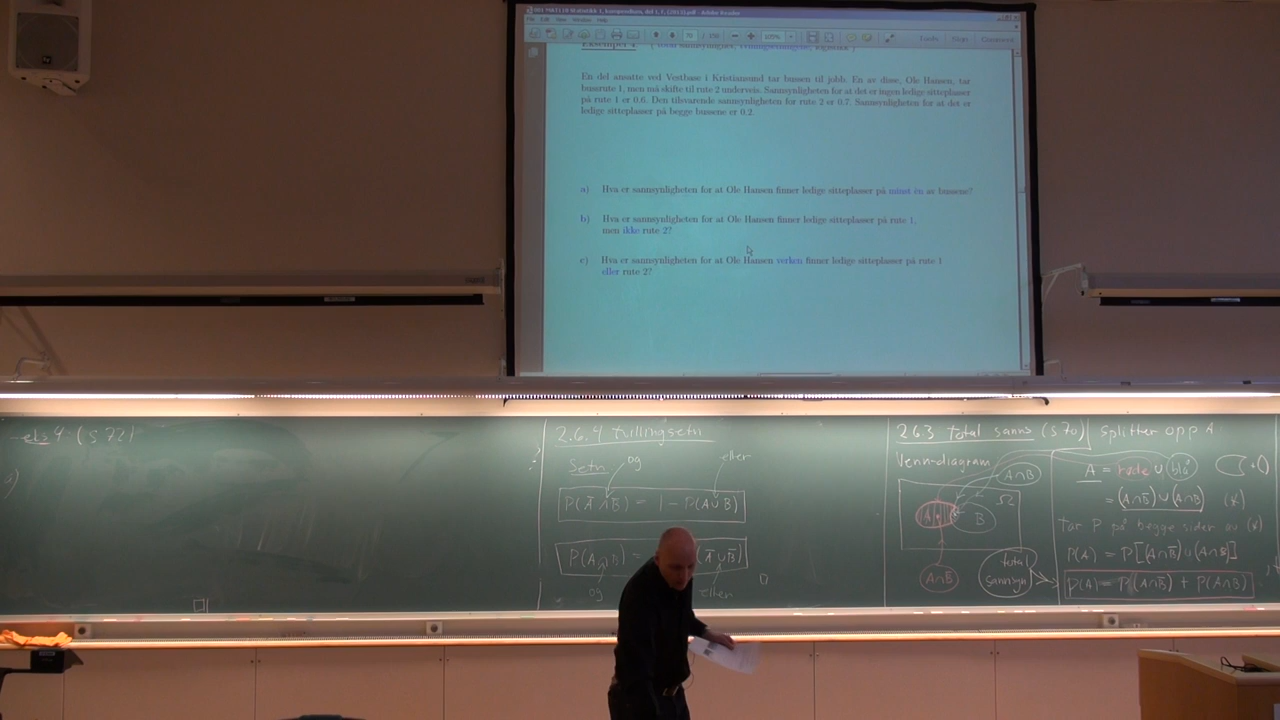 Eksempel 4:
En del ansatte ved Vestbase i Kristiansund tar bussen til jobb. En av disse, Ole Hansen, tar
bussrute 1, men må skifte til rute 2 underveis. Sannsynligheten for at det er ingen ledige sitteplasser
på rute 1 er 0.6. Den tilsvarende sannsynligheten for rute 2 er 0.7. Sannsynligheten for at det er
ledige sitteplasser på begge bussene er 0.2.
a) Hva er sannsynligheten for at Ole Hansen finner ledige sitteplasser på minst én av bussene?
b) Hva er sannsynligheten for at Ole Hansen finner ledige sitteplasser på rute 1,
men ikke rute 2?
c) Hva er sannsynligheten for at Ole Hansen verken finner ledige sitteplasser på rute 1
eller rute 2?
eks 4 (s 72)
a)
2.6.4 tvillingsetn
Setn
og
eller
P(A̅∩B̅) = 1 - P(A∪B)
P(A∩B) = (A̅∪B̅)
og
eller
2.6.3 total sanns (s 70)
Venn-diagram
A∩B
Ω
A
B
A∩B̅
total
sannsyn
splitter opp A:
A = røde ∪ blå
= (A∩B̅) ∪ (A∩B) (*)
tar P på begge sider av (*)
P(A) = P[(A∩B̅)∪(A∩B)]
P(A) = P(A∩B̅) + P(A∩B)